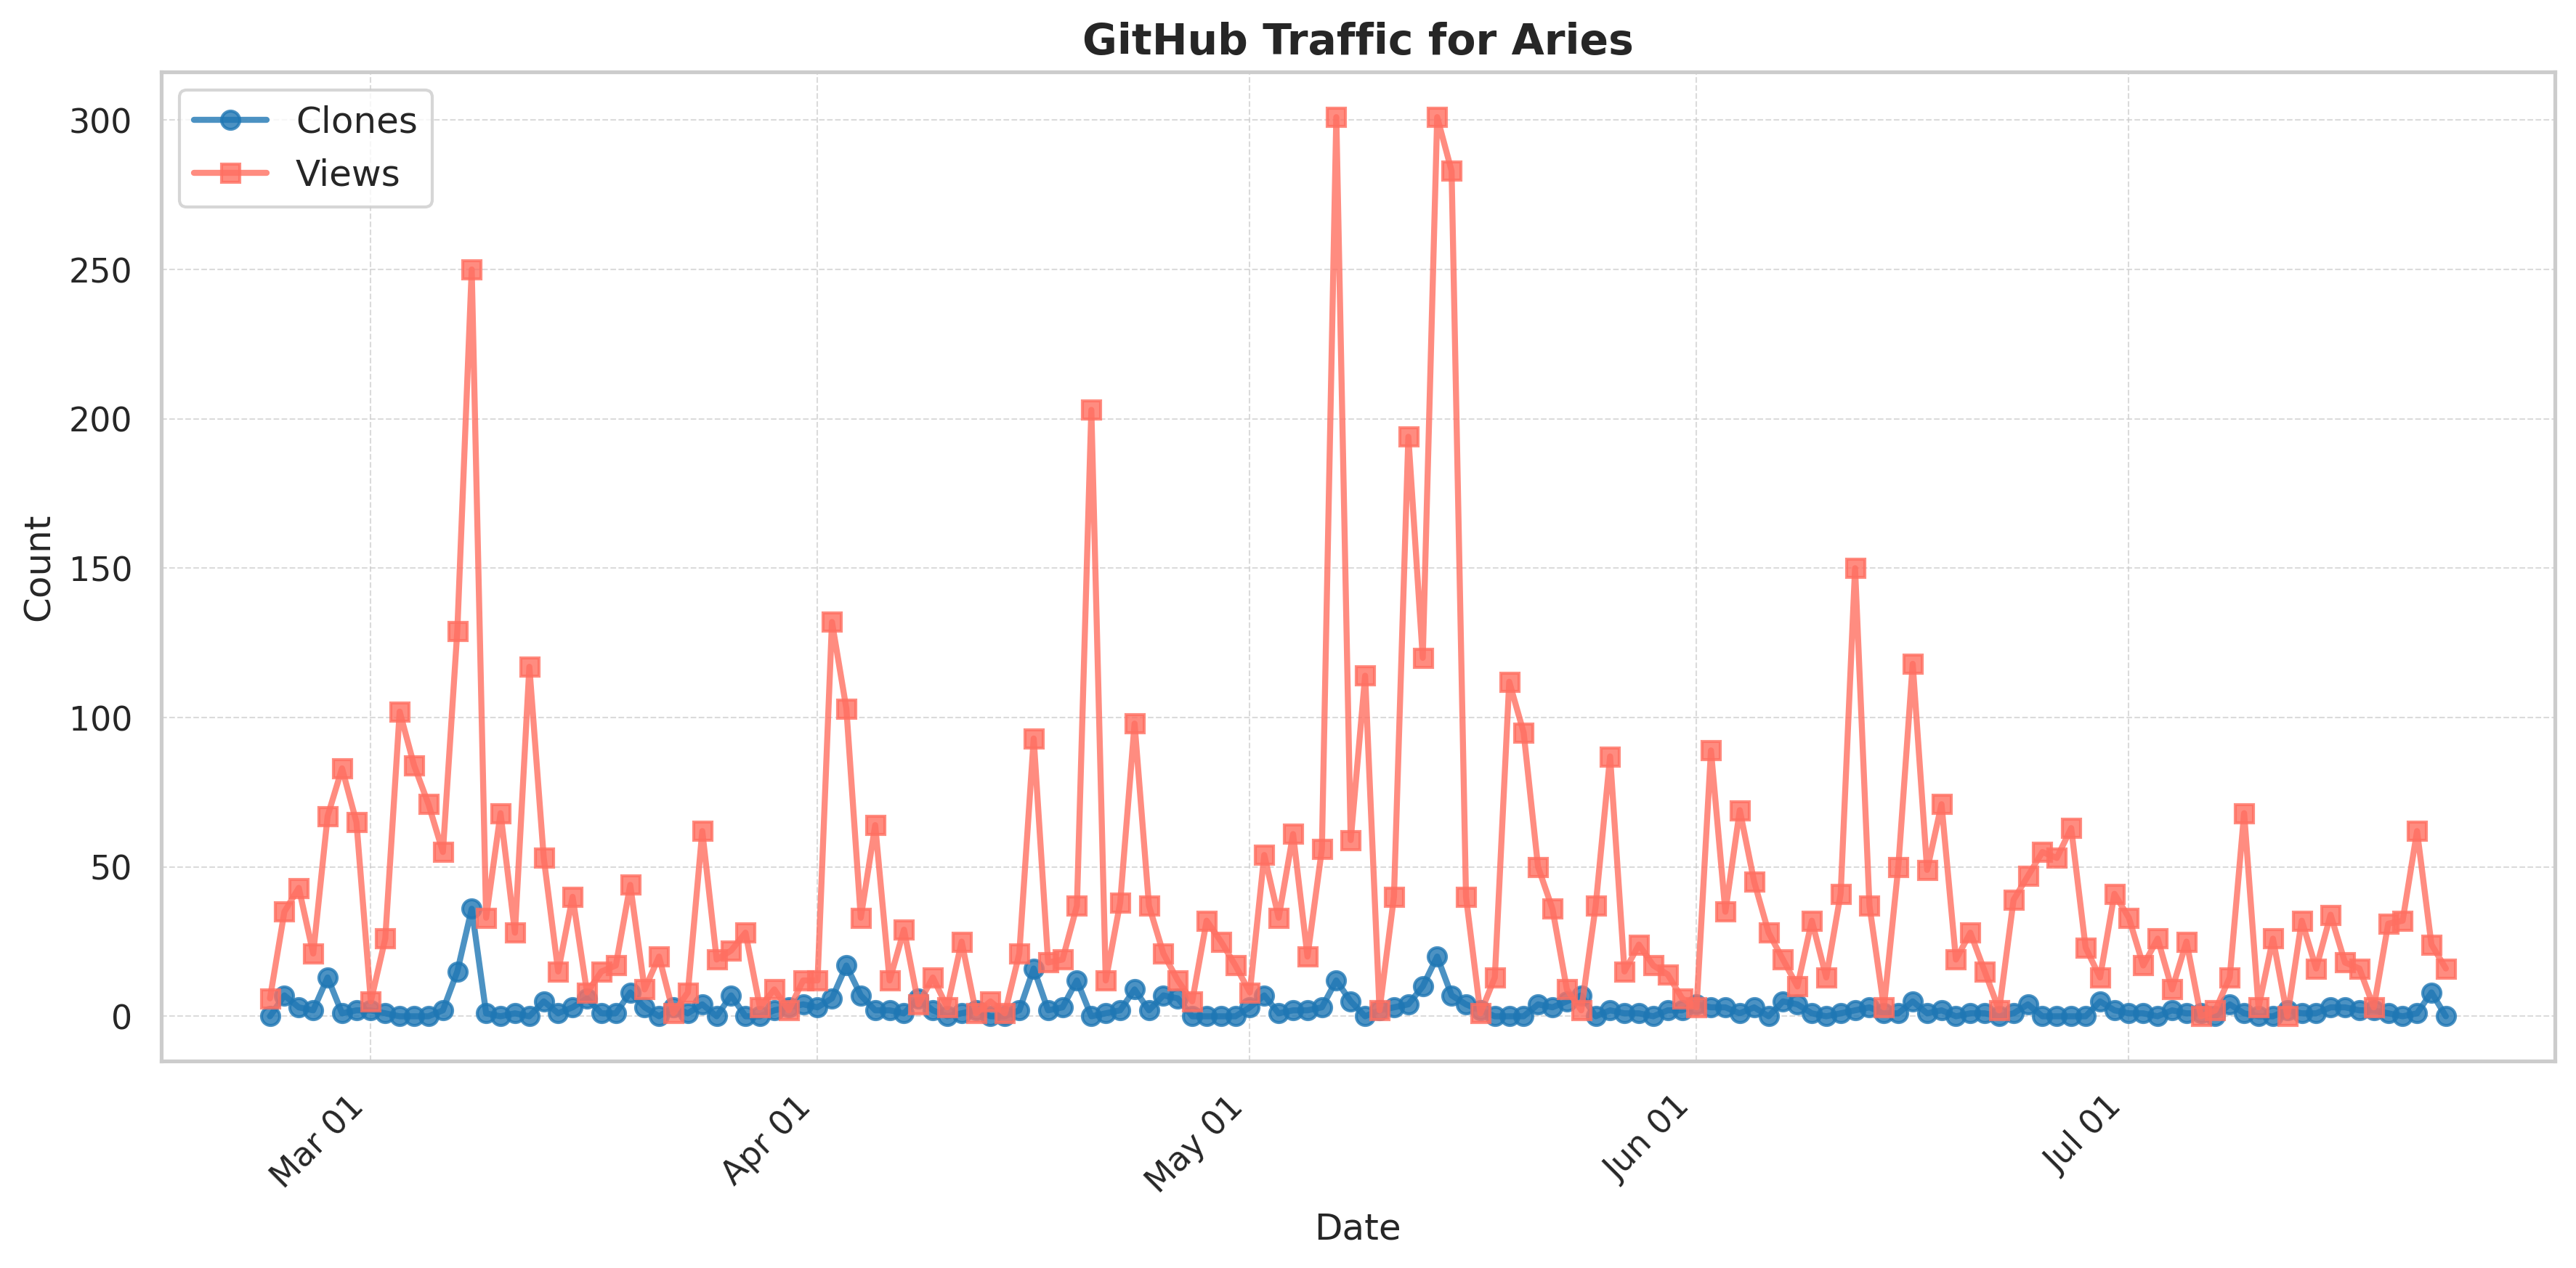 GitHub Traffic for Aries
Clones
Views
300
250
200
150
100
50
0
Count
Mar 01
Apr 01
May 01
Jun 01
Jul 01
Date